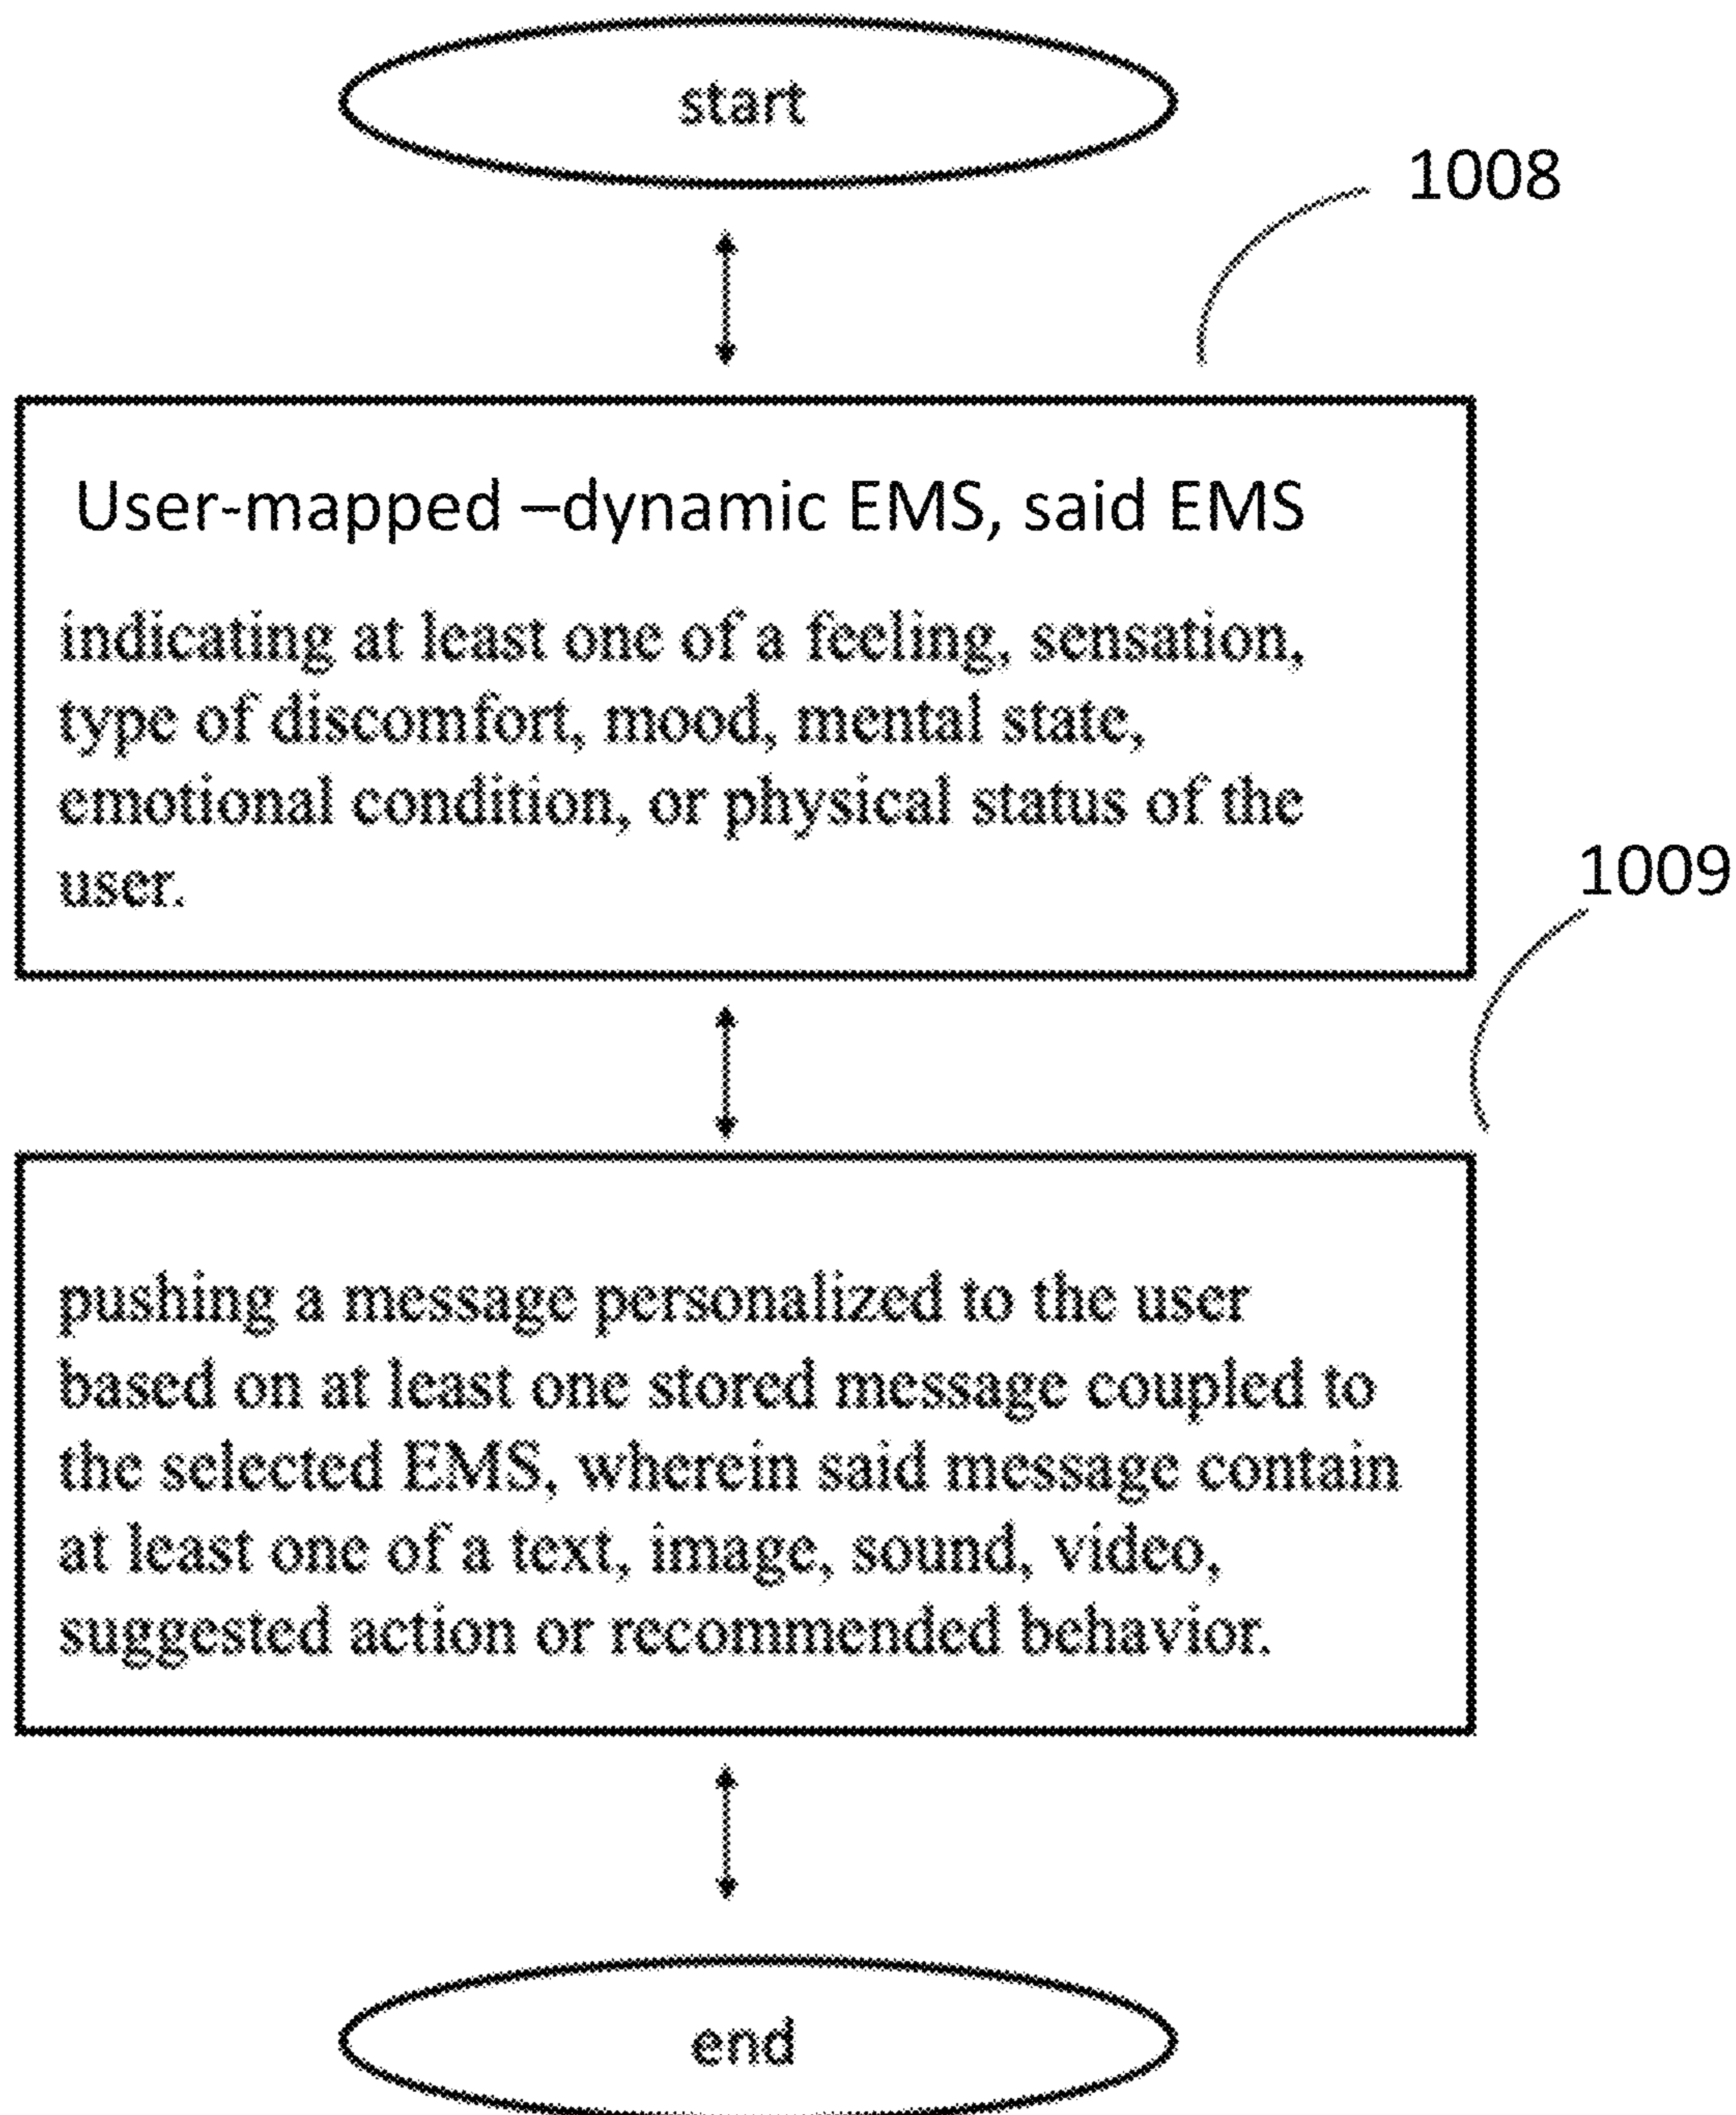 start
1008
User-mapped –dynamic EMS, said EMS
indicating at least one of a feeling, sensation,
type of discomfort, mood, mental state,
emotional condition, or physical status of the
user.
1009
pushing a message personalized to the user
based on at least one stored message coupled to
the selected EMS, wherein said message contain
at least one of a text, image, sound, video,
suggested action or recommended behavior.
end